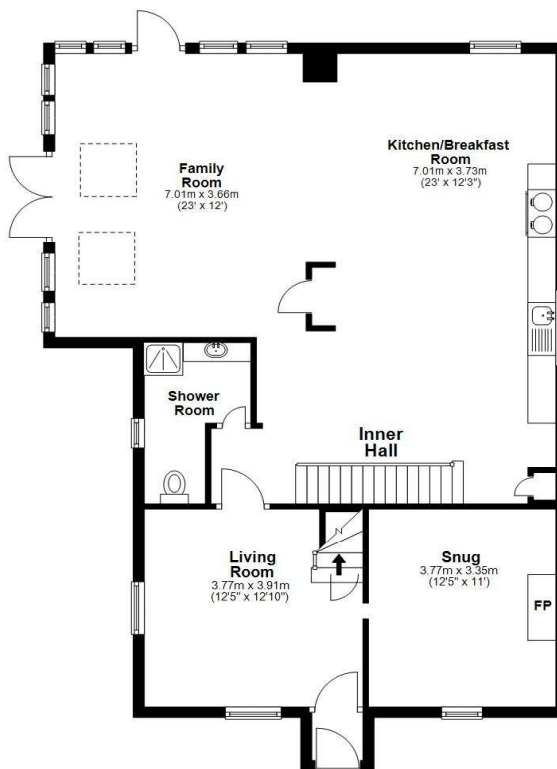 Family
Room
7.01m x 3.66m
(23' x 12')
Kitchen/Breakfast
Room
7.01m x 3.73m
(23' x 12'3")
Shower
Room
Inner
Hall
Living
Room
3.77m x 3.91m
(12'5" x 12'10")
Snug
3.77m x 3.35m
(12'5" x 11')
FP